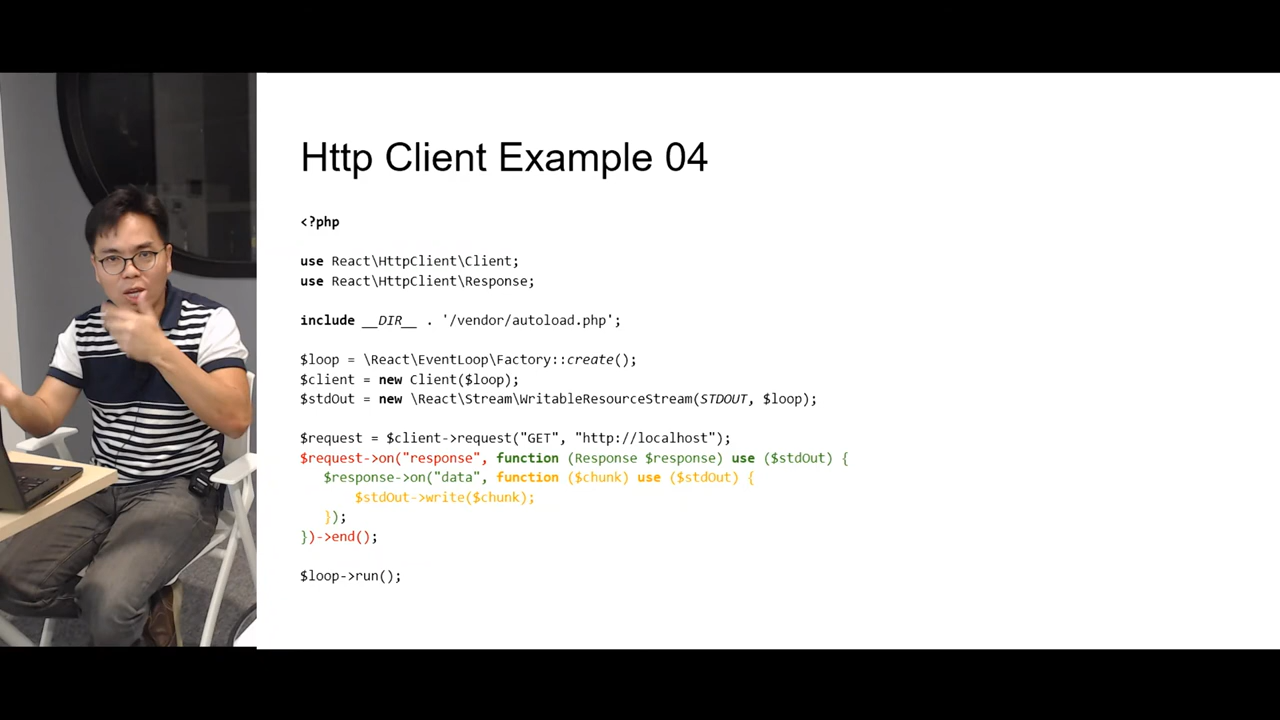 Http Client Example 04
<?php
use React\HttpClient\Client;
use React\HttpClient\Response;
include __DIR__ . '/vendor/autoload.php';
$loop = \React\EventLoop\Factory::create();
$client = new Client($loop);
$stdOut = new \React\Stream\WritableResourceStream(STDOUT, $loop);
$request = $client->request("GET", "http://localhost");
$request->on("response", function (Response $response) use ($stdOut) {
$response->on("data", function ($chunk) use ($stdOut) {
$stdOut->write($chunk);
});
})->end();
$loop->run();